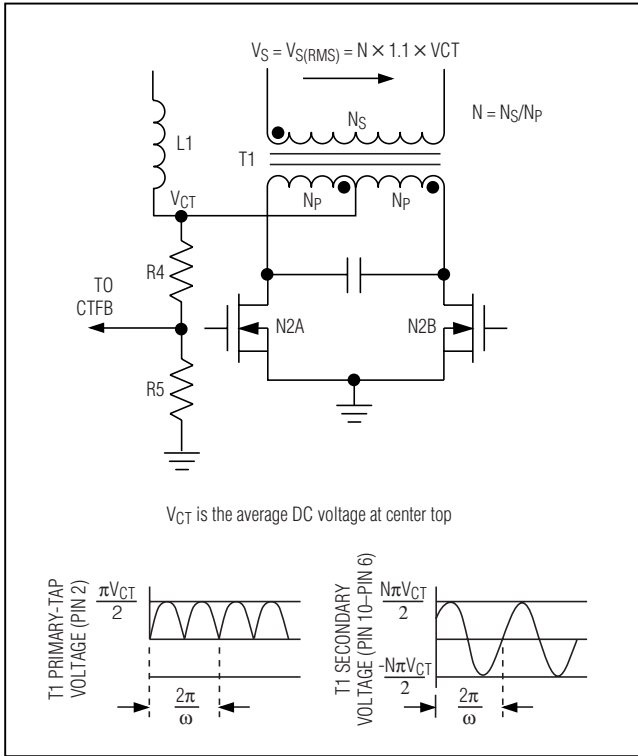 V_S = V_S(RMS) = N × 1.1 × VCT
N_S
N = N_S/N_P
L1
T1
V_CT
N_P
N_P
R4
TO
CTFB
N2A
N2B
R5
V_CT is the average DC voltage at center top
T1 PRIMARY-TAP
VOLTAGE (PIN 2)
πV_CT
2
2π
ω
T1 SECONDARY
VOLTAGE (PIN 10–PIN 6)
NπV_CT
2
-NπV_CT
2
2π
ω